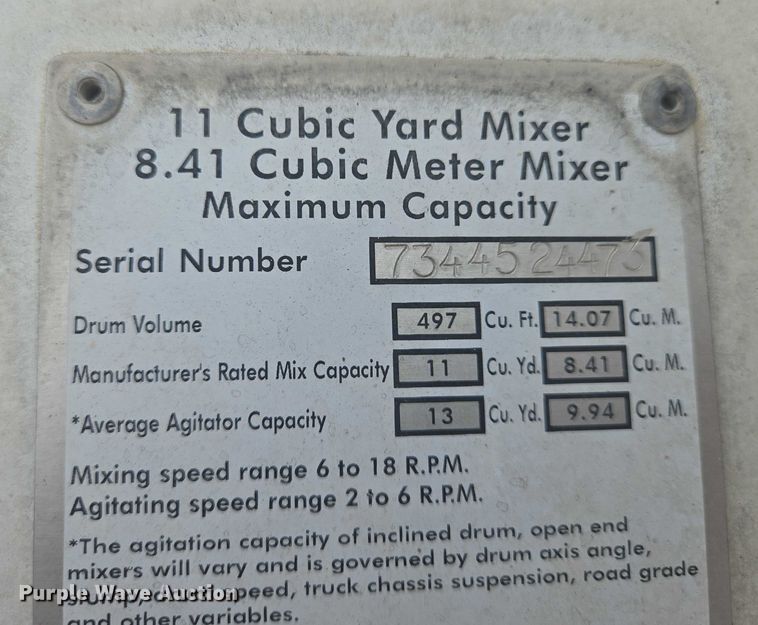 11 Cubic Yard Mixer
8.41 Cubic Meter Mixer
Maximum Capacity
Serial Number 7344524473
Drum Volume 497 Cu. Ft. 14.07 Cu. M.
Manufacturer's Rated Mix Capacity 11 Cu. Yd. 8.41 Cu. M.
*Average Agitator Capacity 13 Cu. Yd. 9.94 Cu. M.
Mixing speed range 6 to 18 R.P.M.
Agitating speed range 2 to 6 R.P.M.
*The agitation capacity of inclined drum, open end
mixers will vary and is governed by drum axis angle,
speed, truck chassis suspension, road grade
and other variables.
Purple Wave Auction